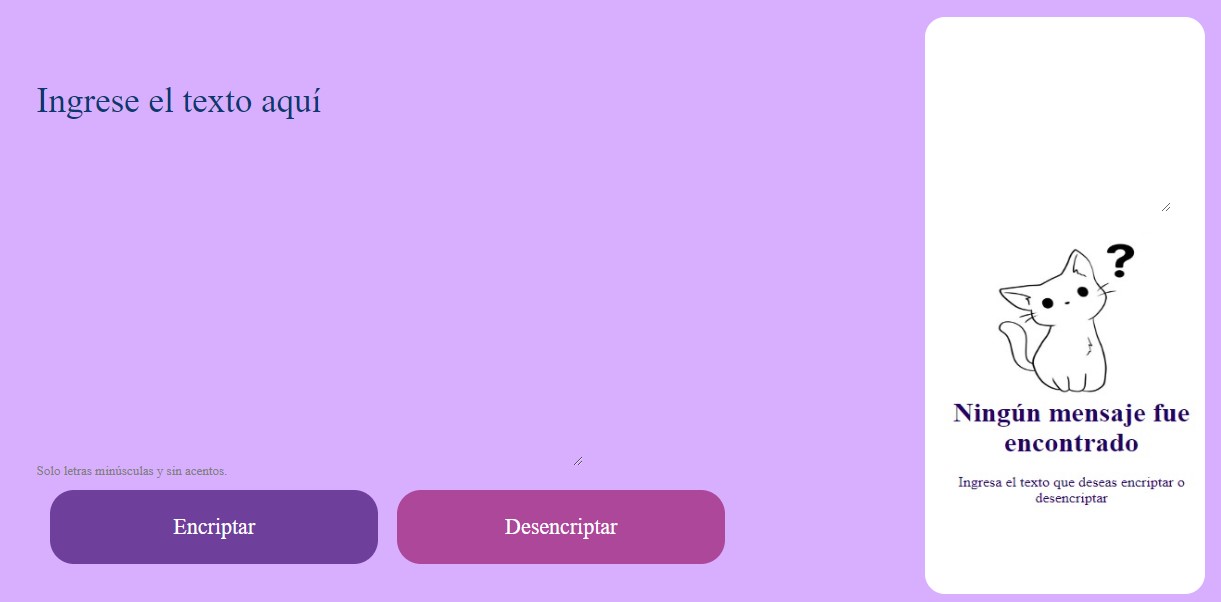 Ingrese el texto aquí
Solo letras minúsculas y sin acentos.
Encriptar
Desencriptar
?
Ningún mensaje fue
encontrado
Ingresa el texto que deseas encriptar o
desencriptar